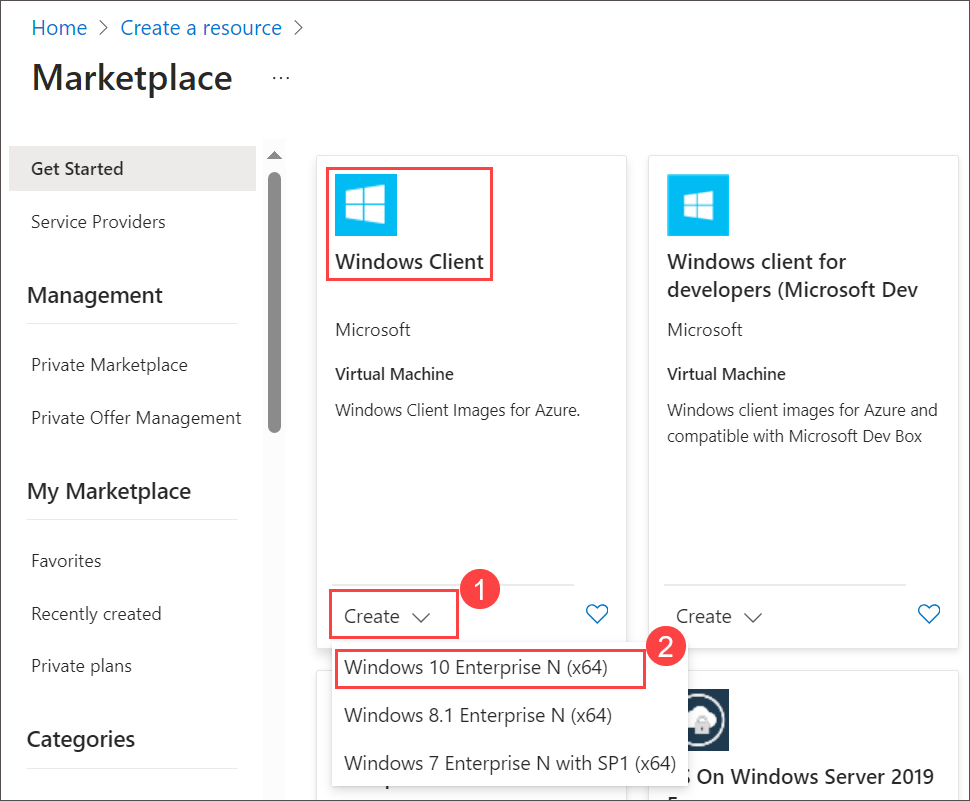 Home > Create a resource >
Marketplace ...
Get Started
Service Providers
Management
Private Marketplace
Private Offer Management
My Marketplace
Favorites
Recently created
Private plans
Categories
Windows Client
Microsoft
Virtual Machine
Windows Client Images for Azure.
Create
1
Windows 10 Enterprise N (x64)
2
Windows 8.1 Enterprise N (x64)
Windows 7 Enterprise N with SP1 (x64)
Windows client for
developers (Microsoft Dev
Microsoft
Virtual Machine
Windows client images for Azure and
compatible with Microsoft Dev Box
Create
On Windows Server 2019